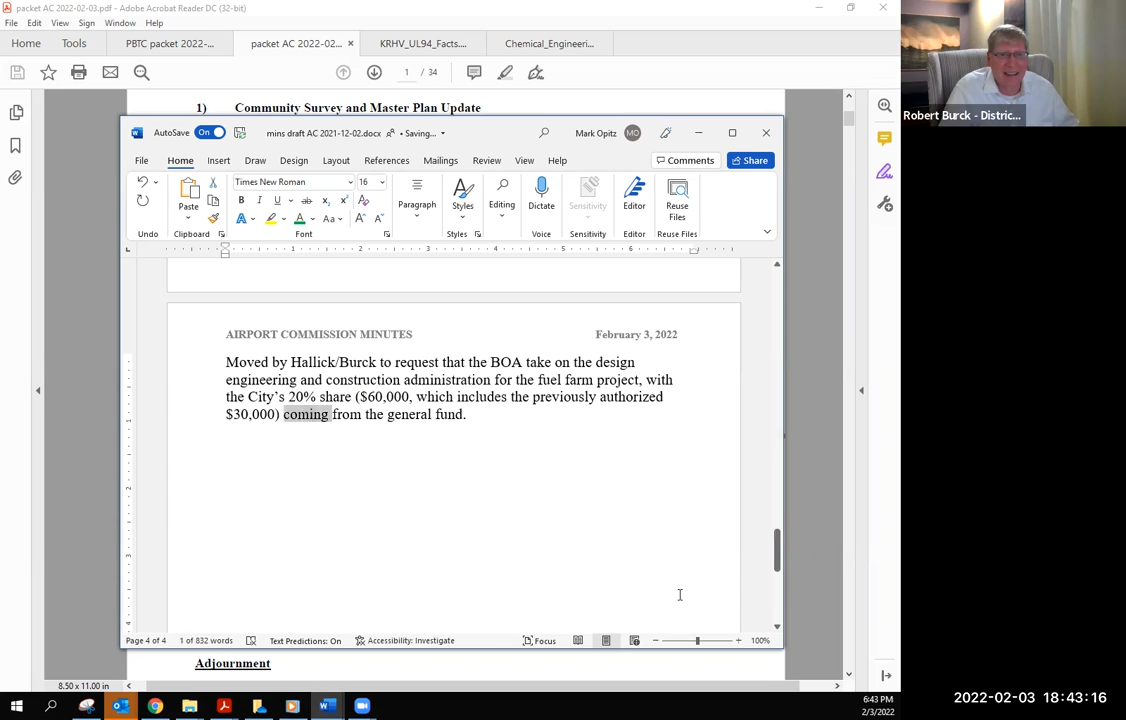 packet AC 2022-02-03.pdf - Adobe Acrobat Reader DC (32-bit)
File Edit View Sign Window Help
Home Tools PBTC packet 2022-... packet AC 2022-02... KRHV_UL94_Facts.... Chemical_Engineeri...
1 / 34
1) Community Survey and Master Plan Update
AutoSave On mins draft AC 2021-12-02.docx • Saving... Mark Opitz MO
File Home Insert Draw Design Layout References Mailings Review View Help Comments Share
Times New Roman 16
Paste Paragraph Styles Editing Dictate Sensitivity Editor Reuse Files
Undo Clipboard Font Styles Voice Sensitivity Editor Reuse Files
1 2 3 4 5 6
AIRPORT COMMISSION MINUTES February 3, 2022
Moved by Hallick/Burck to request that the BOA take on the design
engineering and construction administration for the fuel farm project, with
the City's 20% share ($60,000, which includes the previously authorized
$30,000) coming from the general fund.
Page 4 of 4 1 of 832 words Text Predictions: On Accessibility: Investigate Focus 100%
Adjournment
8.50 x 11.00 in
6:43 PM
2/3/2022
Robert Burck - Distric...
2022-02-03 18:43:16